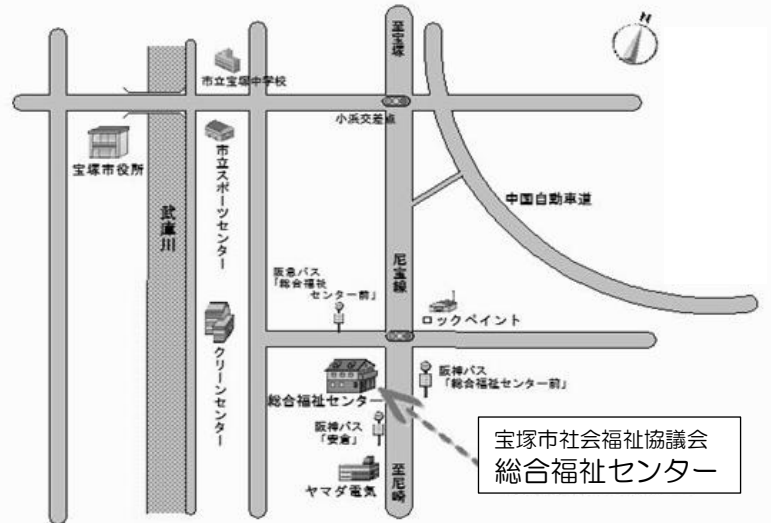 N
至宝塚
市立宝塚中学校
小浜交差点
宝塚市役所
市立スポーツセンター
武庫川
中国自動車道
尼宝線
阪急バス
「総合福祉
センター前」
ロックペイント
クリーンセンター
阪神バス
「総合福祉センター前」
総合福祉センター
阪神バス
「安倉」
宝塚市社会福祉協議会
総合福祉センター
至尼崎
ヤマダ電気